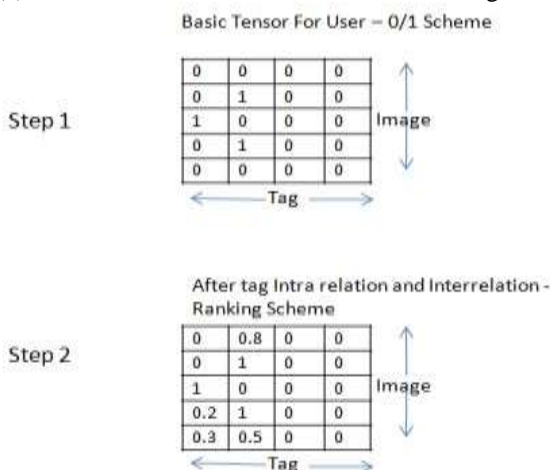 Basic Tensor For User – 0/1 Scheme
Step 1
0 0 0 0
0 1 0 0
1 0 0 0
0 1 0 0
0 0 0 0
Image
Tag
After tag Intra relation and Interrelation -
Ranking Scheme
Step 2
0 0.8 0 0
0 1 0 0
1 0 0 0
0.2 1 0 0
0.3 0.5 0 0
Image
Tag